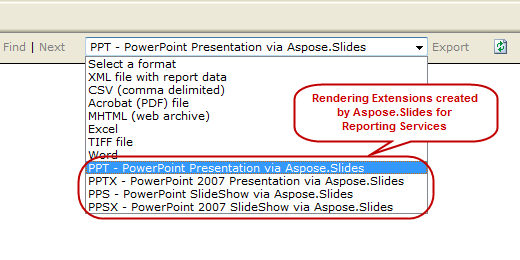 Find | Next
PPT - PowerPoint Presentation via Aspose.Slides
Export
Select a format
XML file with report data
CSV (comma delimited)
Acrobat (PDF) file
MHTML (web archive)
Excel
TIFF file
Word
PPT - PowerPoint Presentation via Aspose.Slides
PPTX - PowerPoint 2007 Presentation via Aspose.Slides
PPS - PowerPoint SlideShow via Aspose.Slides
PPSX - PowerPoint 2007 SlideShow via Aspose.Slides
Rendering Extensions created
by Aspose.Slides for
Reporting Services